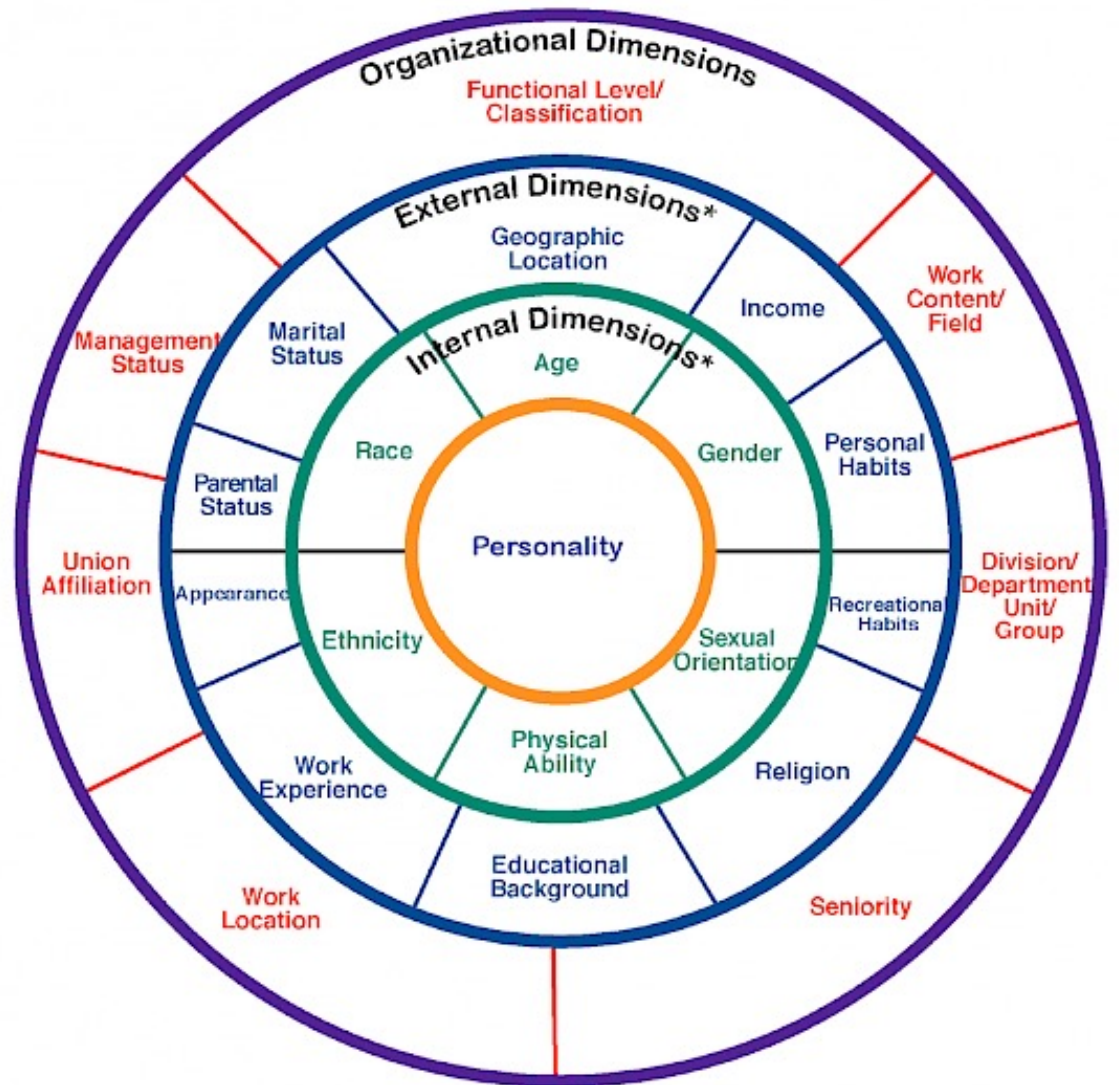 Organizational Dimensions
Functional Level/
Classification
External Dimensions*
Geographic
Location
Income
Work
Content/
Field
Marital
Status
Management
Status
Internal Dimensions*
Age
Race
Gender
Personal
Habits
Parental
Status
Personality
Union
Affiliation
Appearance
Division/
Department
Unit/
Group
Recreational
Habits
Ethnicity
Sexual
Orientation
Physical
Ability
Work
Experience
Religion
Educational
Background
Work
Location
Seniority